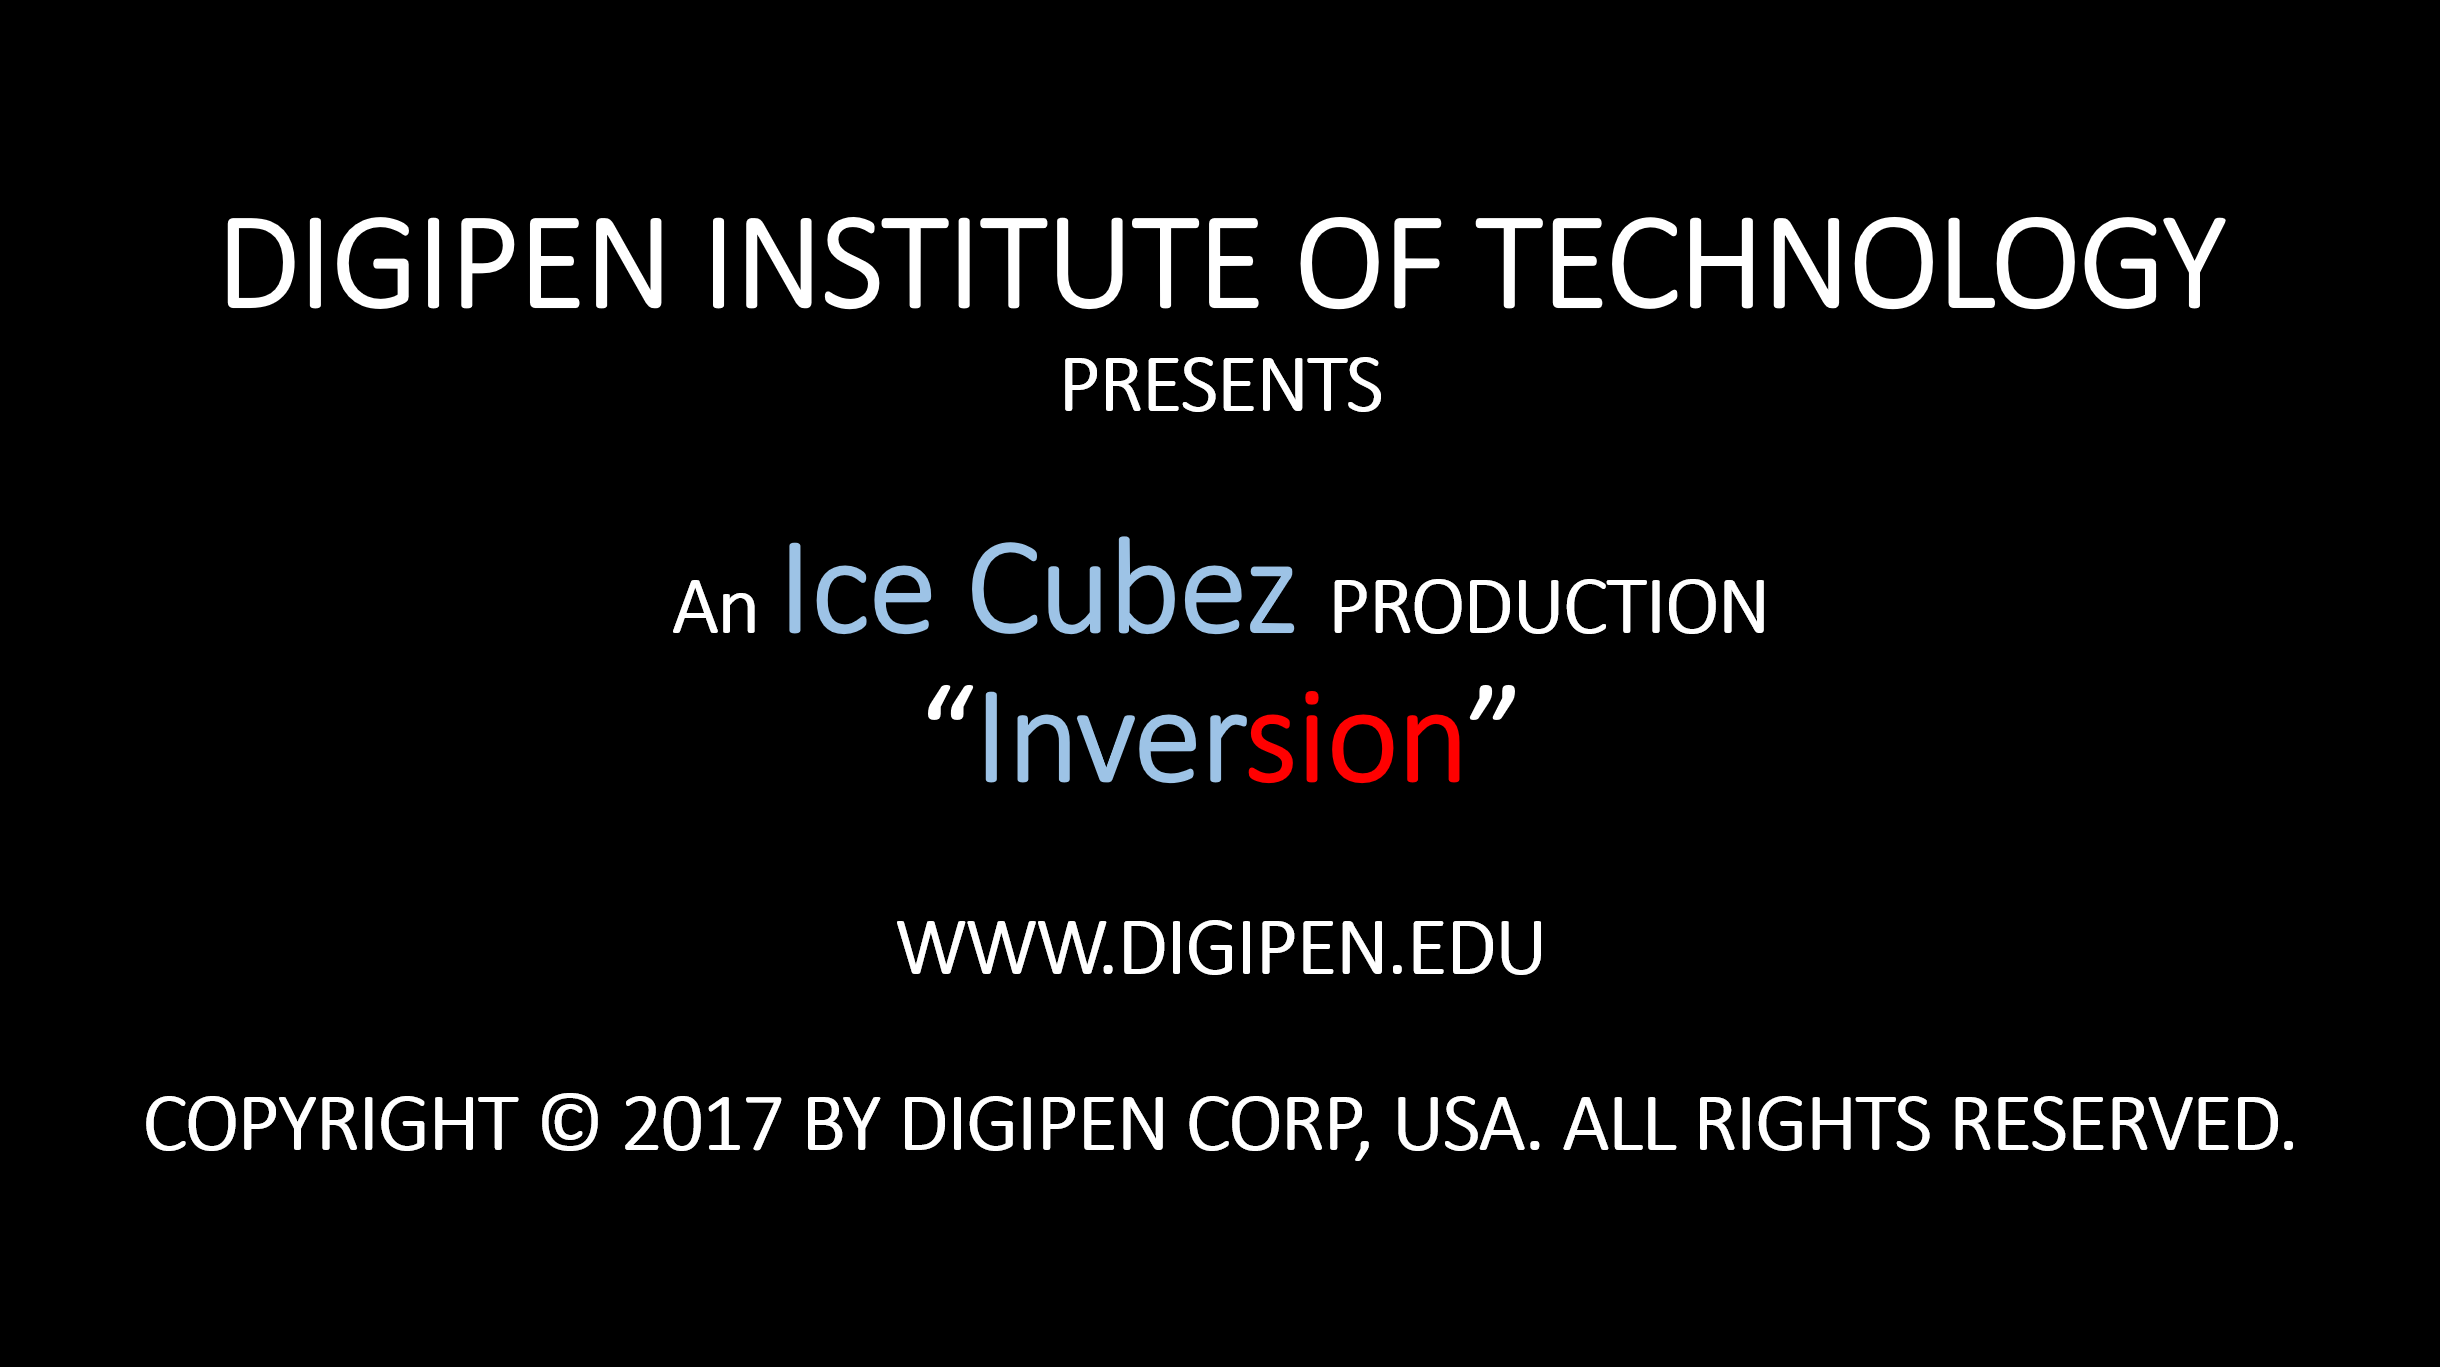 DIGIPEN INSTITUTE OF TECHNOLOGY
PRESENTS
An Ice Cubez PRODUCTION
“Inversion”
WWW.DIGIPEN.EDU
COPYRIGHT © 2017 BY DIGIPEN CORP, USA. ALL RIGHTS RESERVED.